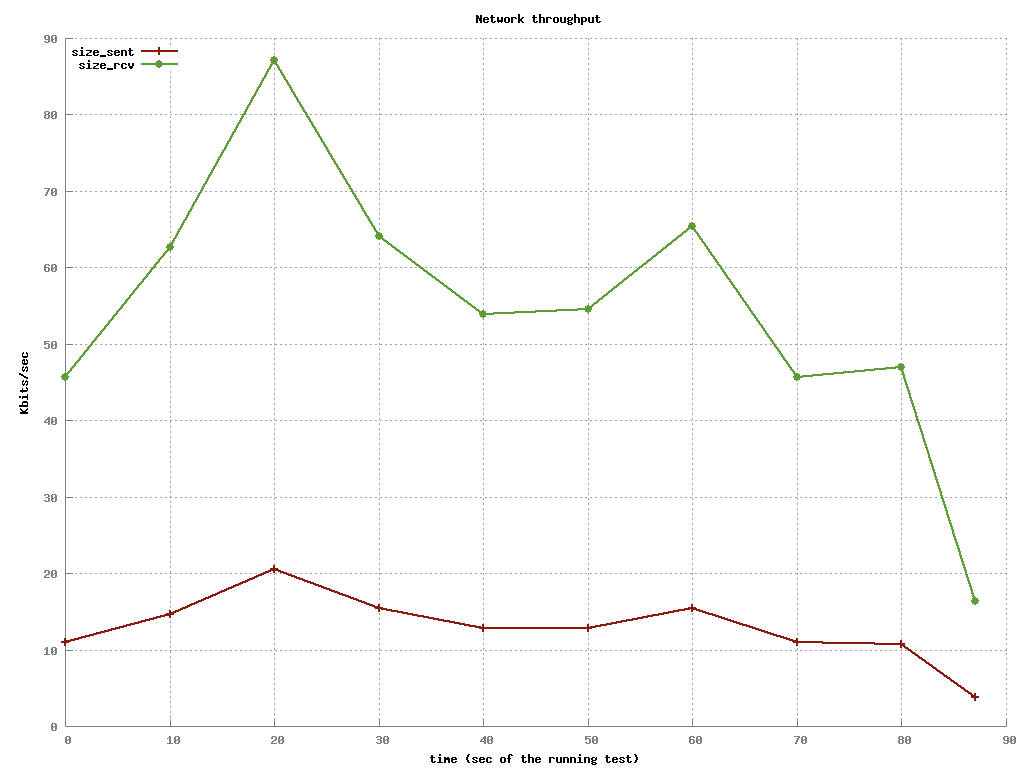 Network throughput
size_sent
size_rcv
90
80
70
60
50
40
30
20
10
0
Kbits/sec
0 10 20 30 40 50 60 70 80 90
time (sec of the running test)